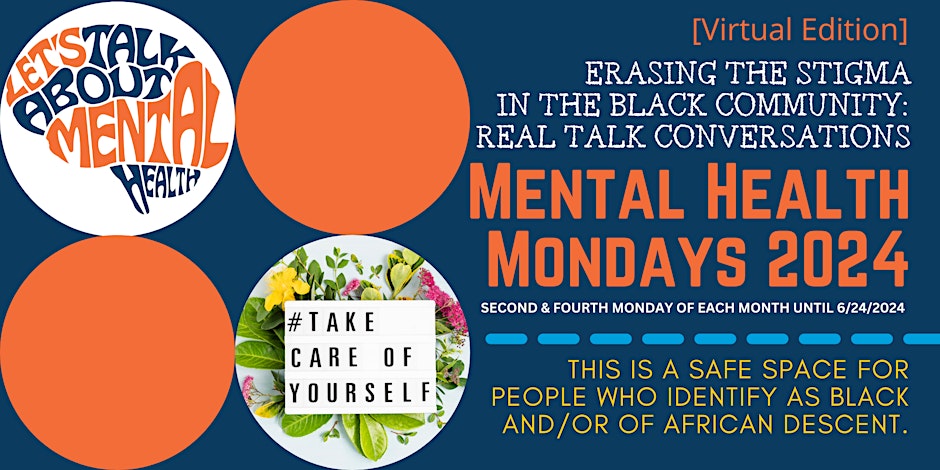 LET'S TALK
ABOUT
MENTAL
HEALTH
[Virtual Edition]
ERASING THE STIGMA
IN THE BLACK COMMUNITY:
REAL TALK CONVERSATIONS
MENTAL HEALTH
MONDAYS 2024
SECOND & FOURTH MONDAY OF EACH MONTH UNTIL 6/24/2024
#TAKE
CARE OF
YOURSELF
THIS IS A SAFE SPACE FOR
PEOPLE WHO IDENTIFY AS BLACK
AND/OR OF AFRICAN DESCENT.